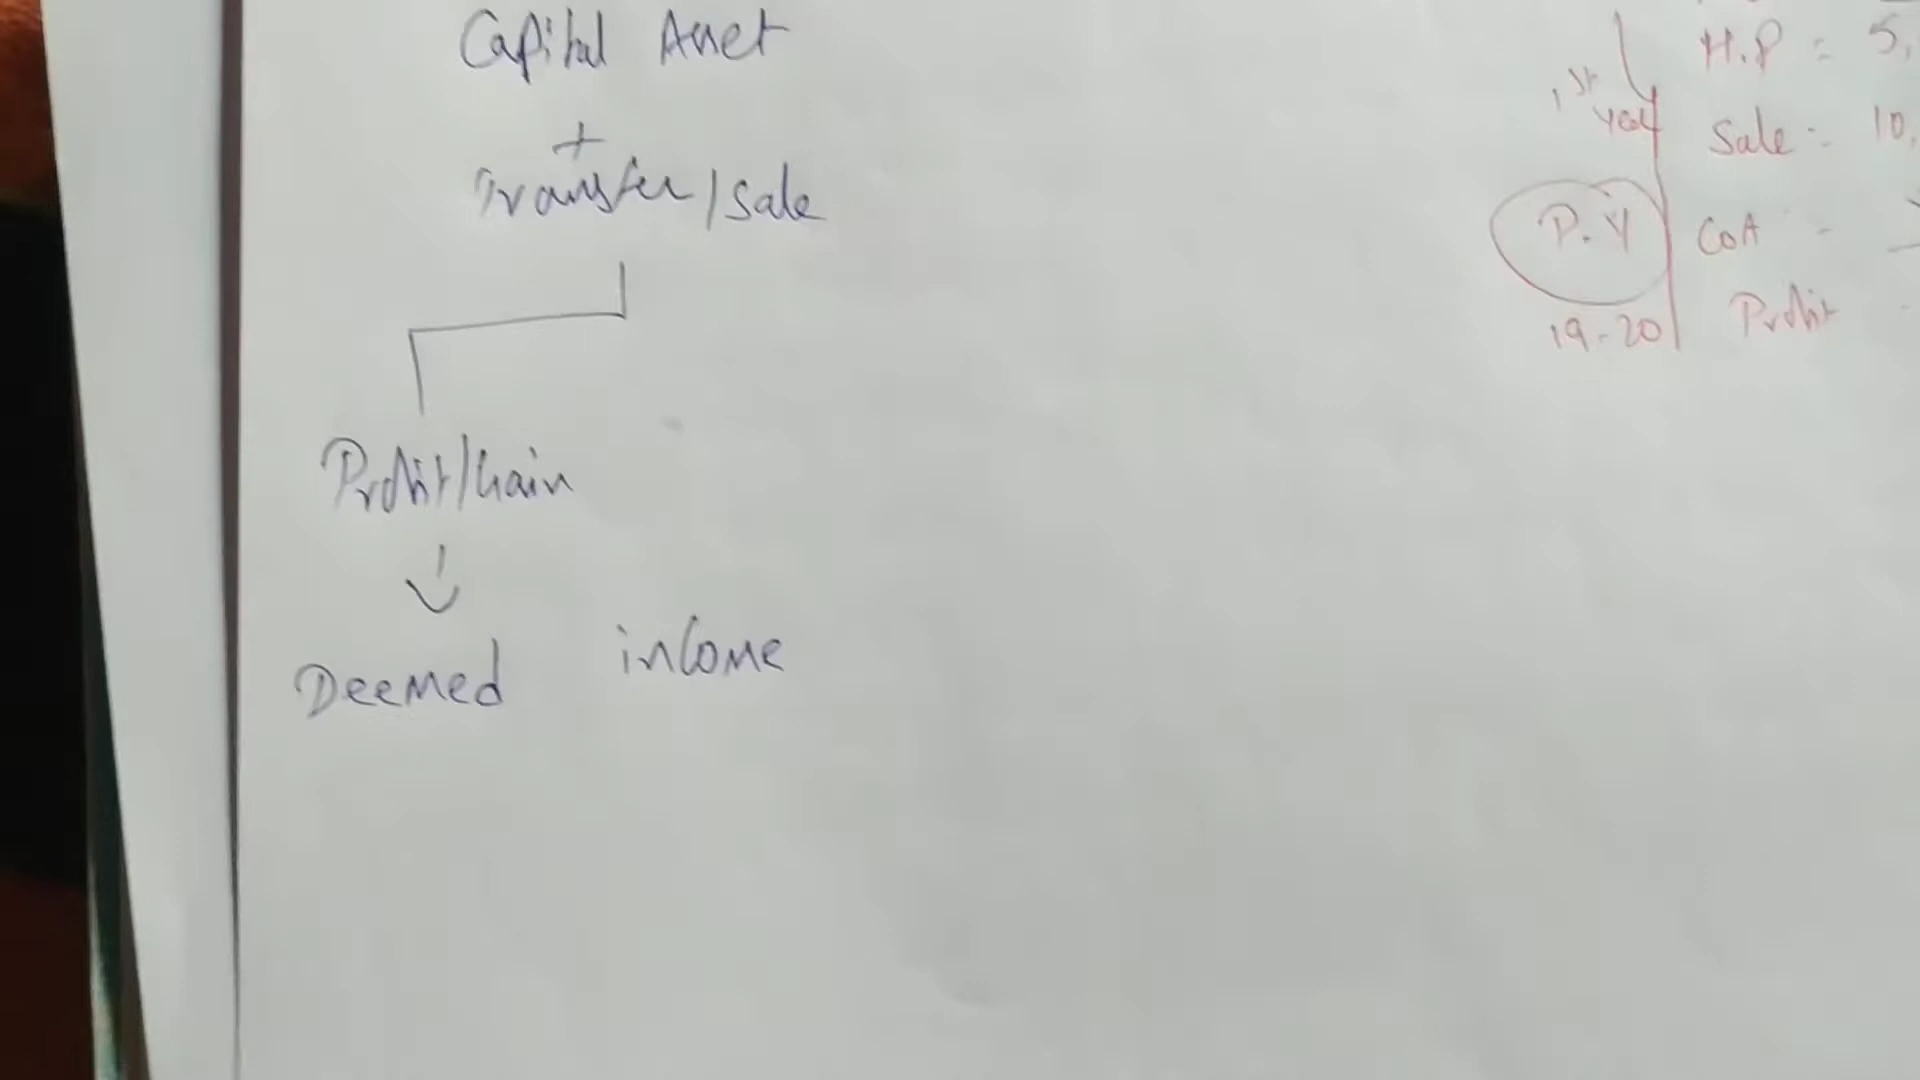 Capital Asset
+
Transfer/Sale
Profit/Gain
Deemed income
H.P = 5,
1st year
Sale - 10,
P.Y
COA -
19-20
Profit -